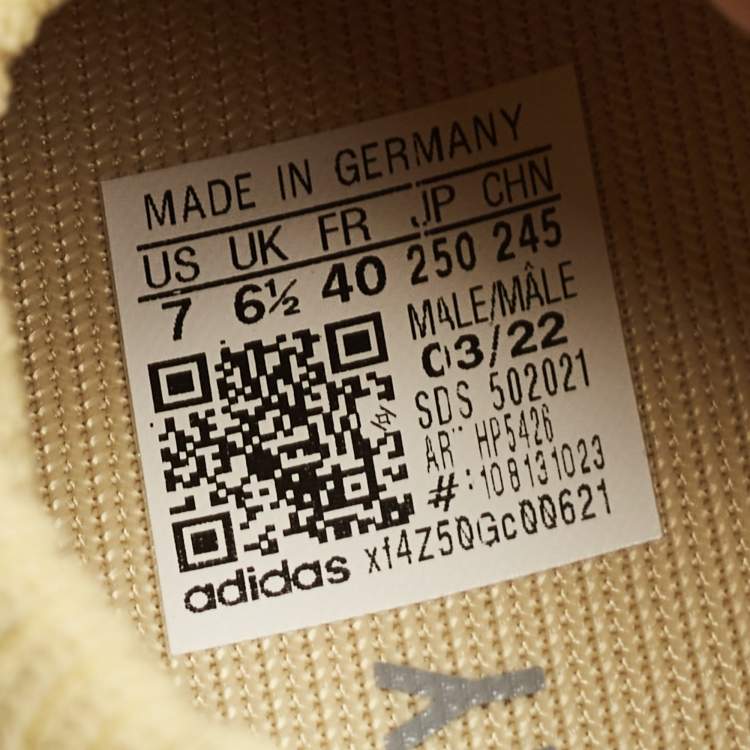 MADE IN GERMANY
US UK FR JP CHN
7 6½ 40 250 245
MALE/MÂLE
03/22
SDS 502021
HP5426
#:108131023
adidas xf4Z50Gc00621
Y